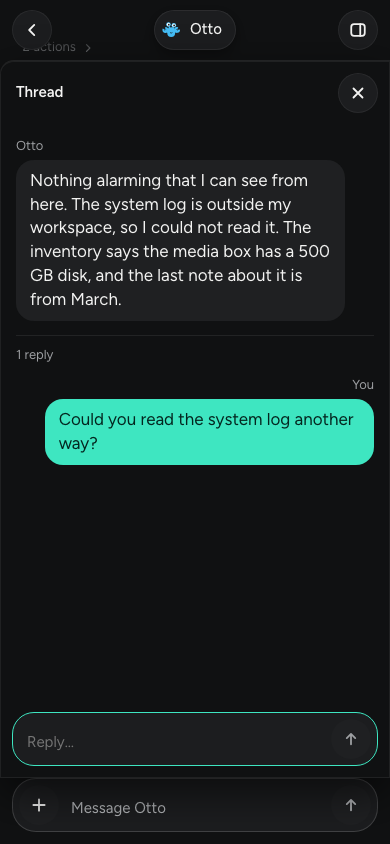 Otto
2 actions
Thread
Otto
Nothing alarming that I can see from
here. The system log is outside my
workspace, so I could not read it. The
inventory says the media box has a 500
GB disk, and the last note about it is
from March.
1 reply
You
Could you read the system log another
way?
Reply...
Message Otto